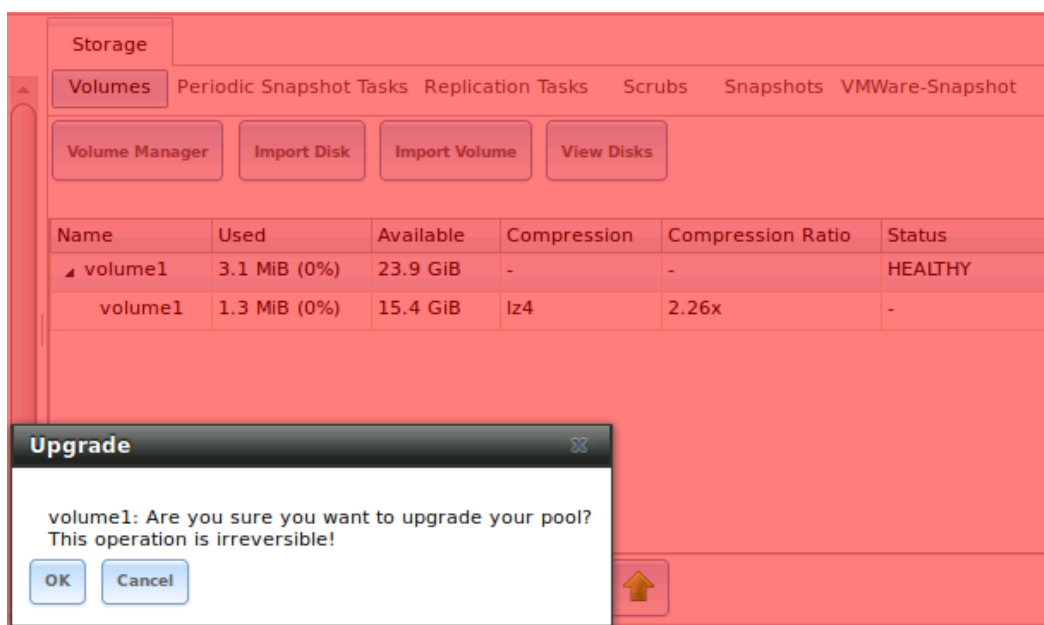 Storage
Volumes Periodic Snapshot Tasks Replication Tasks Scrubs Snapshots VMWare-Snapshot
Volume Manager Import Disk Import Volume View Disks
Name Used Available Compression Compression Ratio Status
volume1 3.1 MiB (0%) 23.9 GiB - - HEALTHY
volume1 1.3 MiB (0%) 15.4 GiB lz4 2.26x -
Upgrade
volume1: Are you sure you want to upgrade your pool?
This operation is irreversible!
OK Cancel